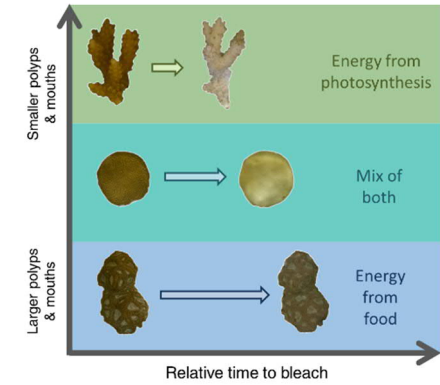 Smaller polyps
& mouths
Energy from
photosynthesis
Mix of
both
Larger polyps
& mouths
Energy
from
food
Relative time to bleach